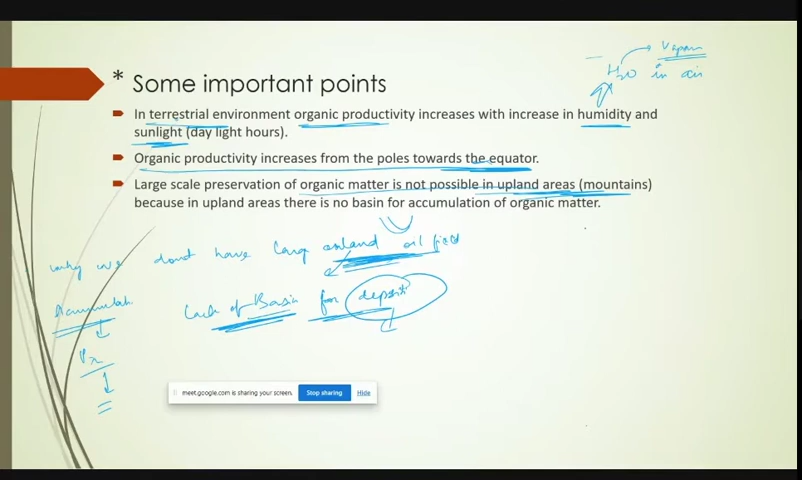 Vapour
H2O in air
* Some important points
In terrestrial environment organic productivity increases with increase in humidity and
sunlight (day light hours).
Organic productivity increases from the poles towards the equator.
Large scale preservation of organic matter is not possible in upland areas (mountains)
because in upland areas there is no basin for accumulation of organic matter.
why we dont have large onland oil field
Lack of Basin for
meet.google.com is sharing your screen. Stop sharing Hide